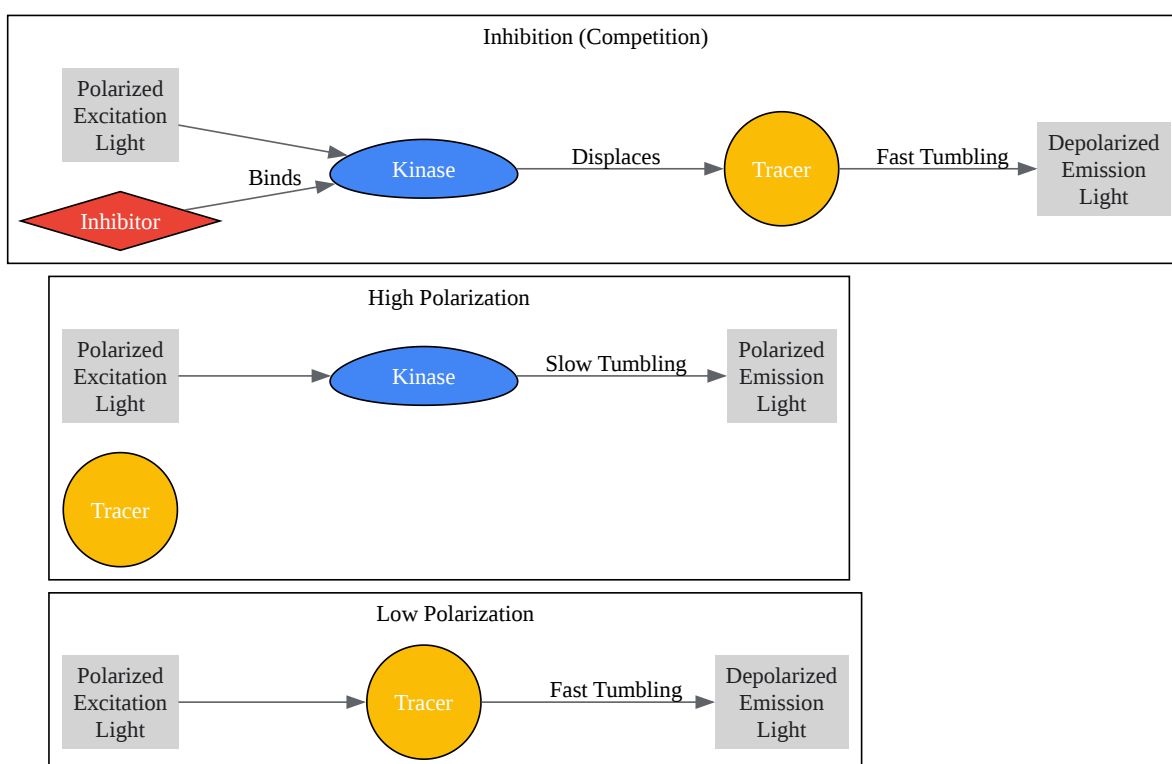 Inhibition (Competition)
Polarized
Excitation
Light
Inhibitor
Binds
Kinase
Displaces
Tracer
Fast Tumbling
Depolarized
Emission
Light
High Polarization
Polarized
Excitation
Light
Kinase
Slow Tumbling
Polarized
Emission
Light
Tracer
Low Polarization
Polarized
Excitation
Light
Tracer
Fast Tumbling
Depolarized
Emission
Light